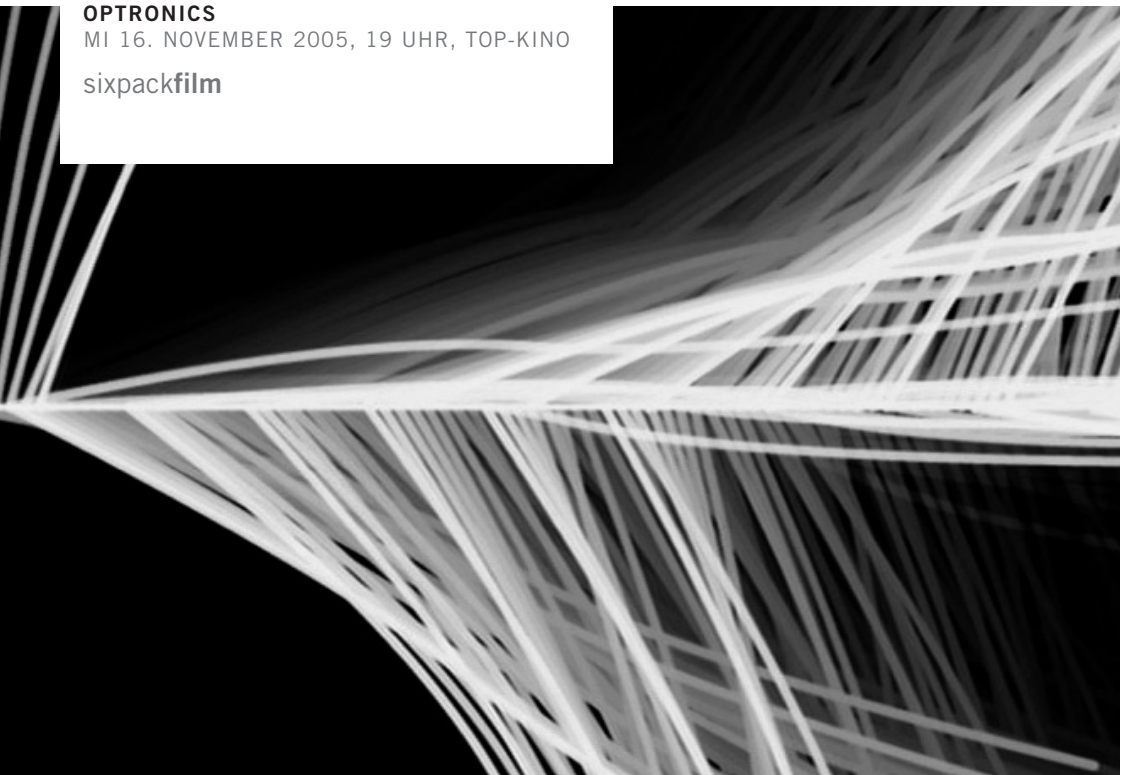 OPTRONICS
MI 16. NOVEMBER 2005, 19 UHR, TOP-KINO
sixpackfilm